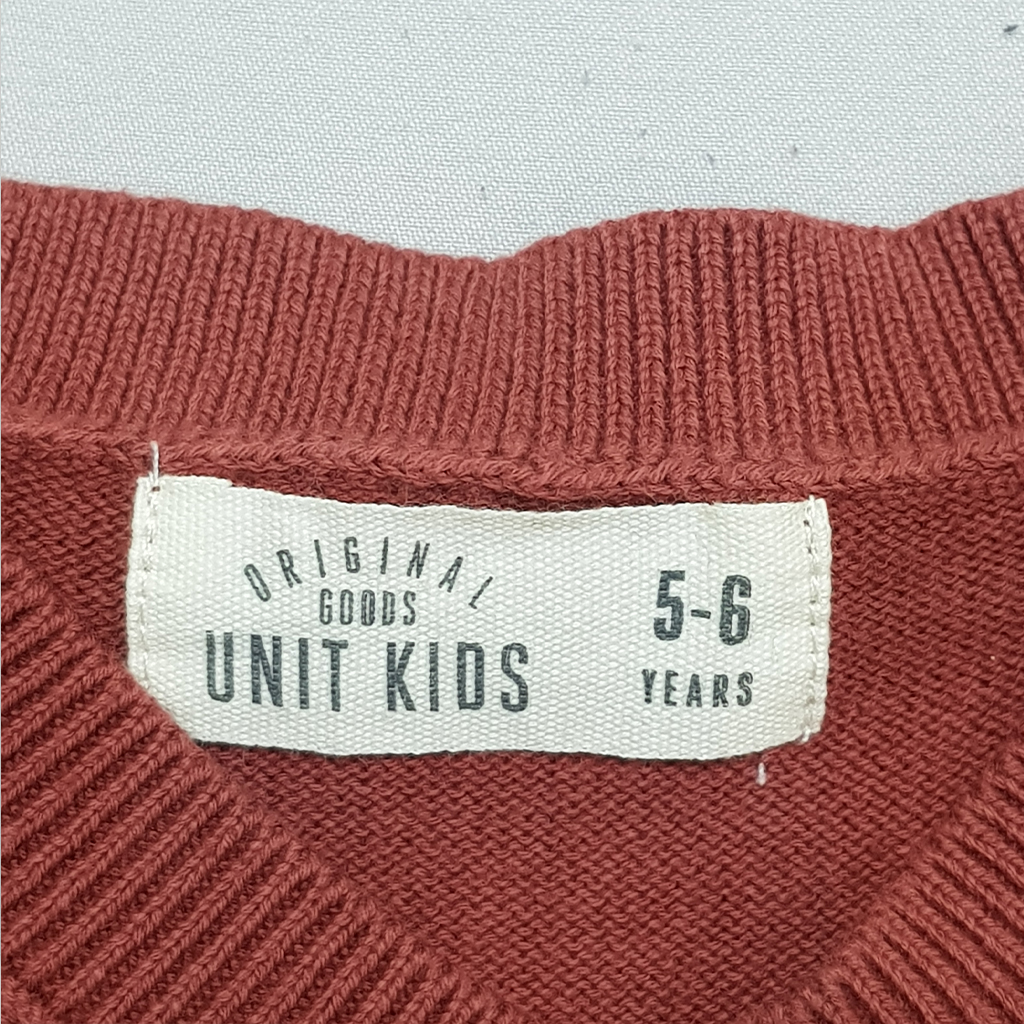 ORIGINAL
GOODS
UNIT KIDS
5-6
YEARS